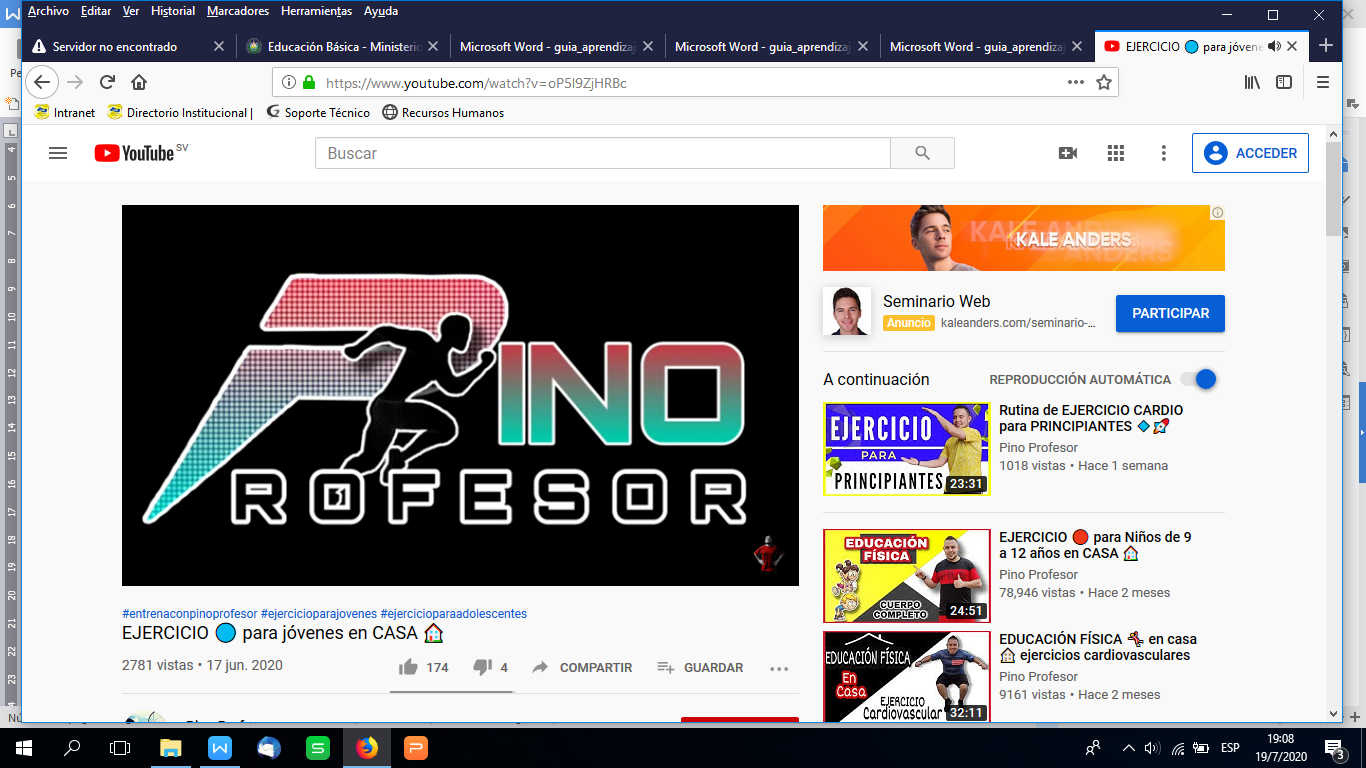 Archivo Editar Ver Historial Marcadores Herramientas Ayuda
Servidor no encontrado
Educación Básica - Ministerio
Microsoft Word - guia_aprendizaj
Microsoft Word - guia_aprendizaj
Microsoft Word - guia_aprendizaj
EJERCICIO 🔵 para jóvene
https://www.youtube.com/watch?v=oP5I9ZjHRBc
Intranet
Directorio Institucional |
Soporte Técnico
Recursos Humanos
YouTube SV
Buscar
ACCEDER
PINO
PROFESOR
KALE ANDERS
Seminario Web
Anuncio kaleanders.com/seminario-...
PARTICIPAR
A continuación
REPRODUCCIÓN AUTOMÁTICA
EJERCICIO
PARA
PRINCIPIANTES
23:31
Rutina de EJERCICIO CARDIO
para PRINCIPIANTES
Pino Profesor
1018 vistas • Hace 1 semana
EDUCACIÓN
FÍSICA
CUERPO
COMPLETO
24:51
EJERCICIO 🔴 para Niños de 9
a 12 años en CASA 🏠
Pino Profesor
78,946 vistas • Hace 2 meses
EDUCACIÓN FÍSICA
En
Casa
EJERCICIO
Cardiovascular
32:11
EDUCACIÓN FÍSICA en casa
🏠 ejercicios cardiovasculares
Pino Profesor
9161 vistas • Hace 2 meses
#entrenaconpinoprofesor #ejercicioparajovenes #ejercicioparaadolescentes
EJERCICIO 🔵 para jóvenes en CASA 🏠
2781 vistas • 17 jun. 2020
174
4
COMPARTIR
GUARDAR
ESP
19:08
19/7/2020
3